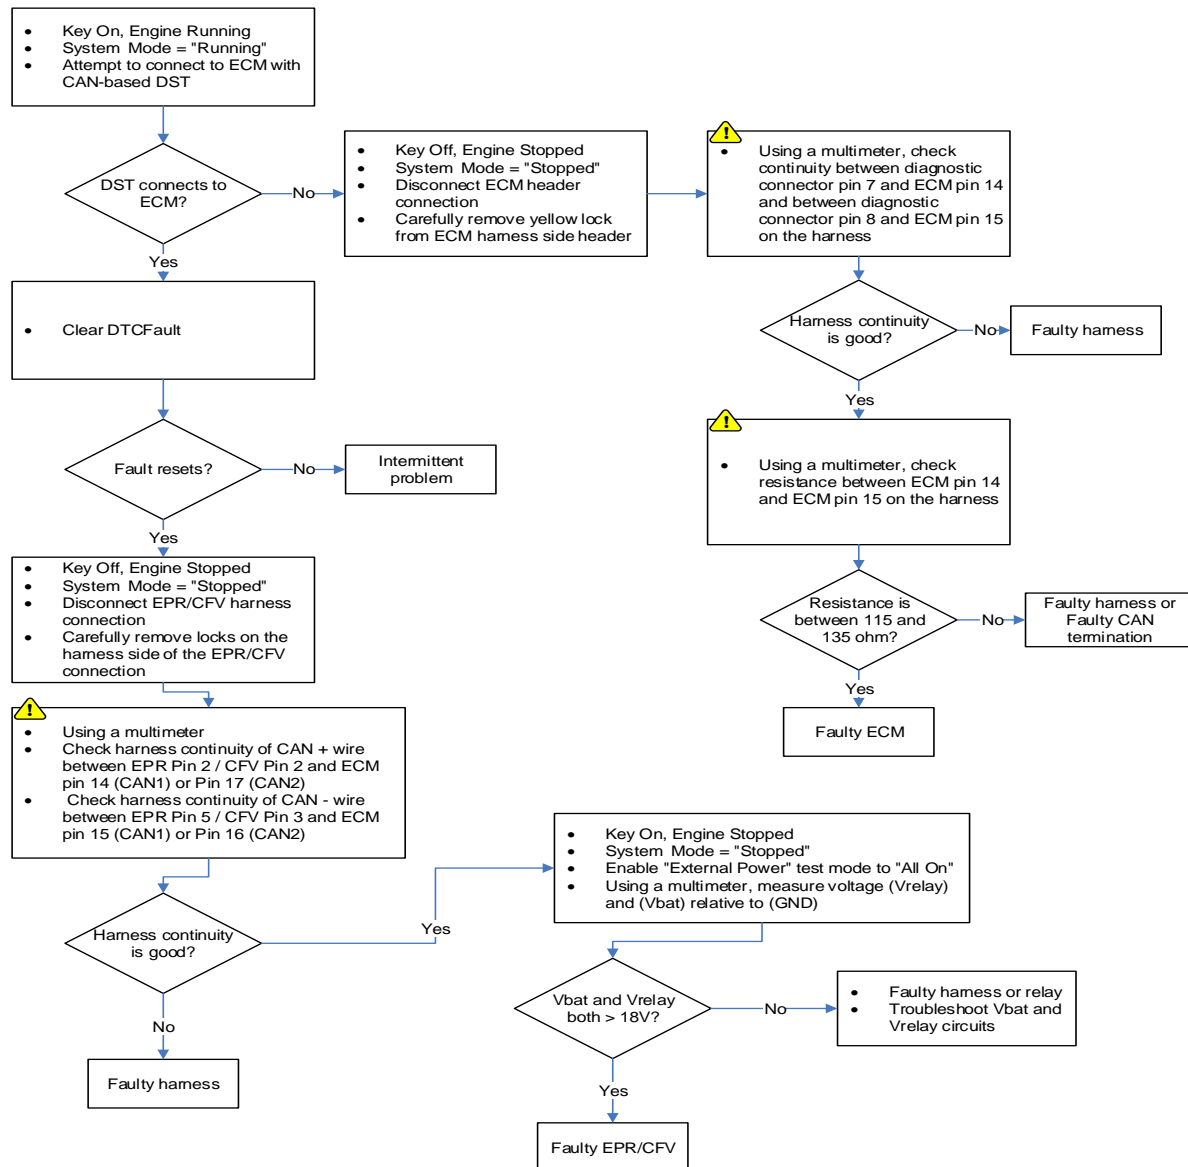 • Key On, Engine Running
• System Mode = "Running"
• Attempt to connect to ECM with
CAN-based DST
DST connects to
ECM?
No
• Key Off, Engine Stopped
• System Mode = "Stopped"
• Disconnect ECM header
connection
• Carefully remove yellow lock
from ECM harness side header
!
• Using a multimeter, check
continuity between diagnostic
connector pin 7 and ECM pin 14
and between diagnostic
connector pin 8 and ECM pin 15
on the harness
Harness continuity
is good?
No
Faulty harness
Yes
!
• Using a multimeter, check
resistance between ECM pin 14
and ECM pin 15 on the harness
Resistance is
between 115 and
135 ohm?
No
Faulty harness or
Faulty CAN
termination
Yes
Faulty ECM
Yes
• Clear DTCFault
Fault resets?
No
Intermittent
problem
Yes
• Key Off, Engine Stopped
• System Mode = "Stopped"
• Disconnect EPR/CFV harness
connection
• Carefully remove locks on the
harness side of the EPR/CFV
connection
!
• Using a multimeter
• Check harness continuity of CAN + wire
between EPR Pin 2 / CFV Pin 2 and ECM
pin 14 (CAN1) or Pin 17 (CAN2)
• Check harness continuity of CAN - wire
between EPR Pin 5 / CFV Pin 3 and ECM
pin 15 (CAN1) or Pin 16 (CAN2)
Harness continuity
is good?
No
Faulty harness
Yes
• Key On, Engine Stopped
• System Mode = "Stopped"
• Enable "External Power" test mode to "All On"
• Using a multimeter, measure voltage (Vrelay)
and (Vbat) relative to (GND)
Vbat and Vrelay
both > 18V?
No
• Faulty harness or relay
• Troubleshoot Vbat and
Vrelay circuits
Yes
Faulty EPR/CFV